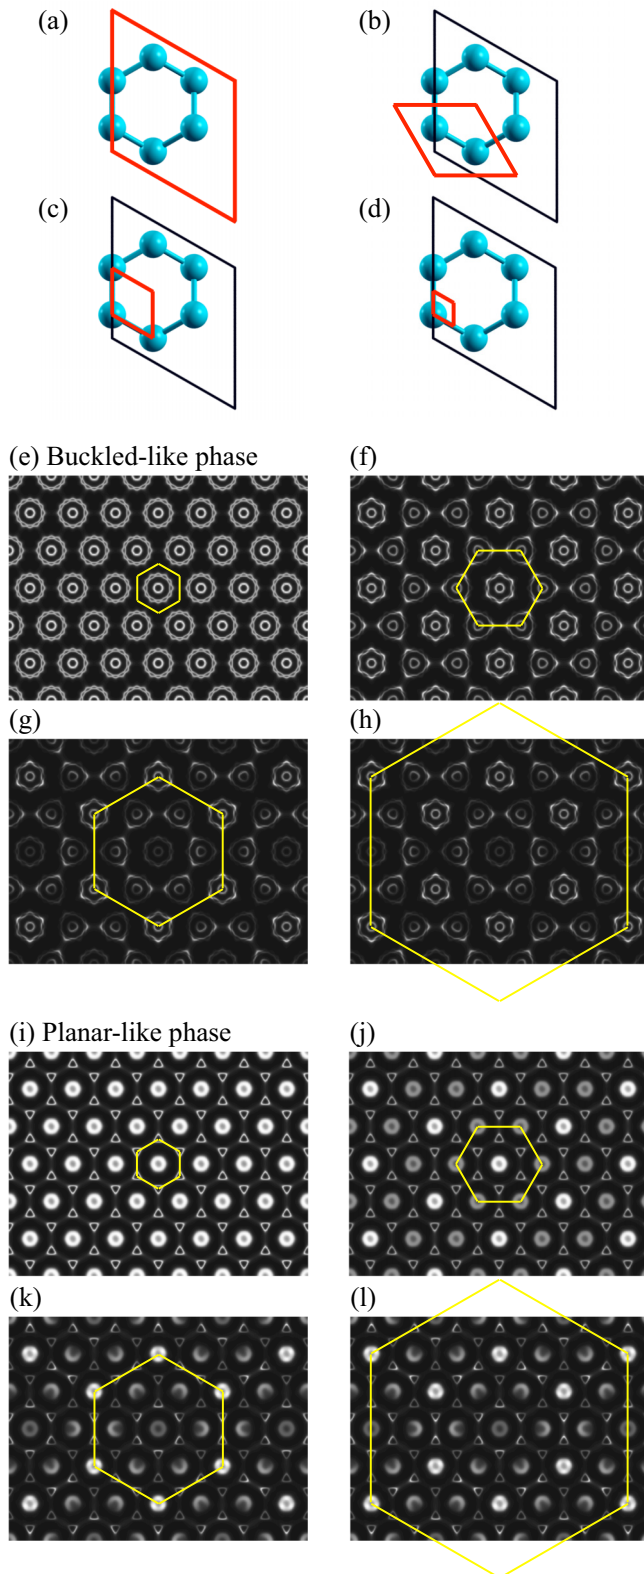 (a) (b)
(c) (d)
(e) Buckled-like phase (f)
(g) (h)
(i) Planar-like phase (j)
(k) (l)